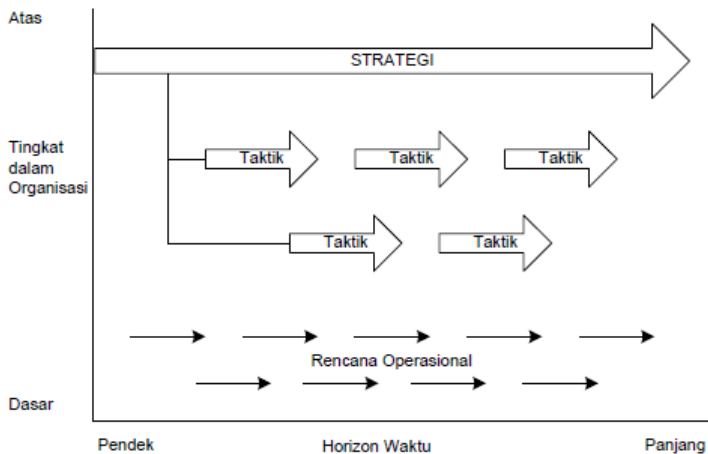 Atas
STRATEGI
Tingkat
dalam
Organisasi
Taktik
Taktik
Taktik
Taktik
Taktik
Rencana Operasional
Dasar
Pendek
Horizon Waktu
Panjang